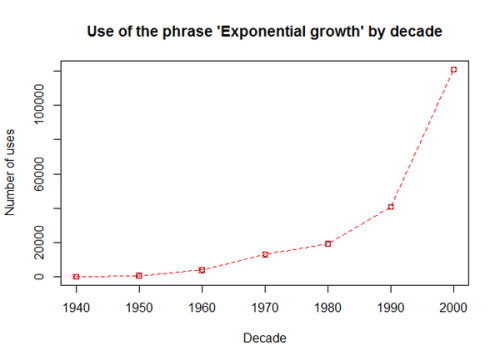 Use of the phrase 'Exponential growth' by decade
Number of uses
100000
60000
20000
0
1940 1950 1960 1970 1980 1990 2000
Decade